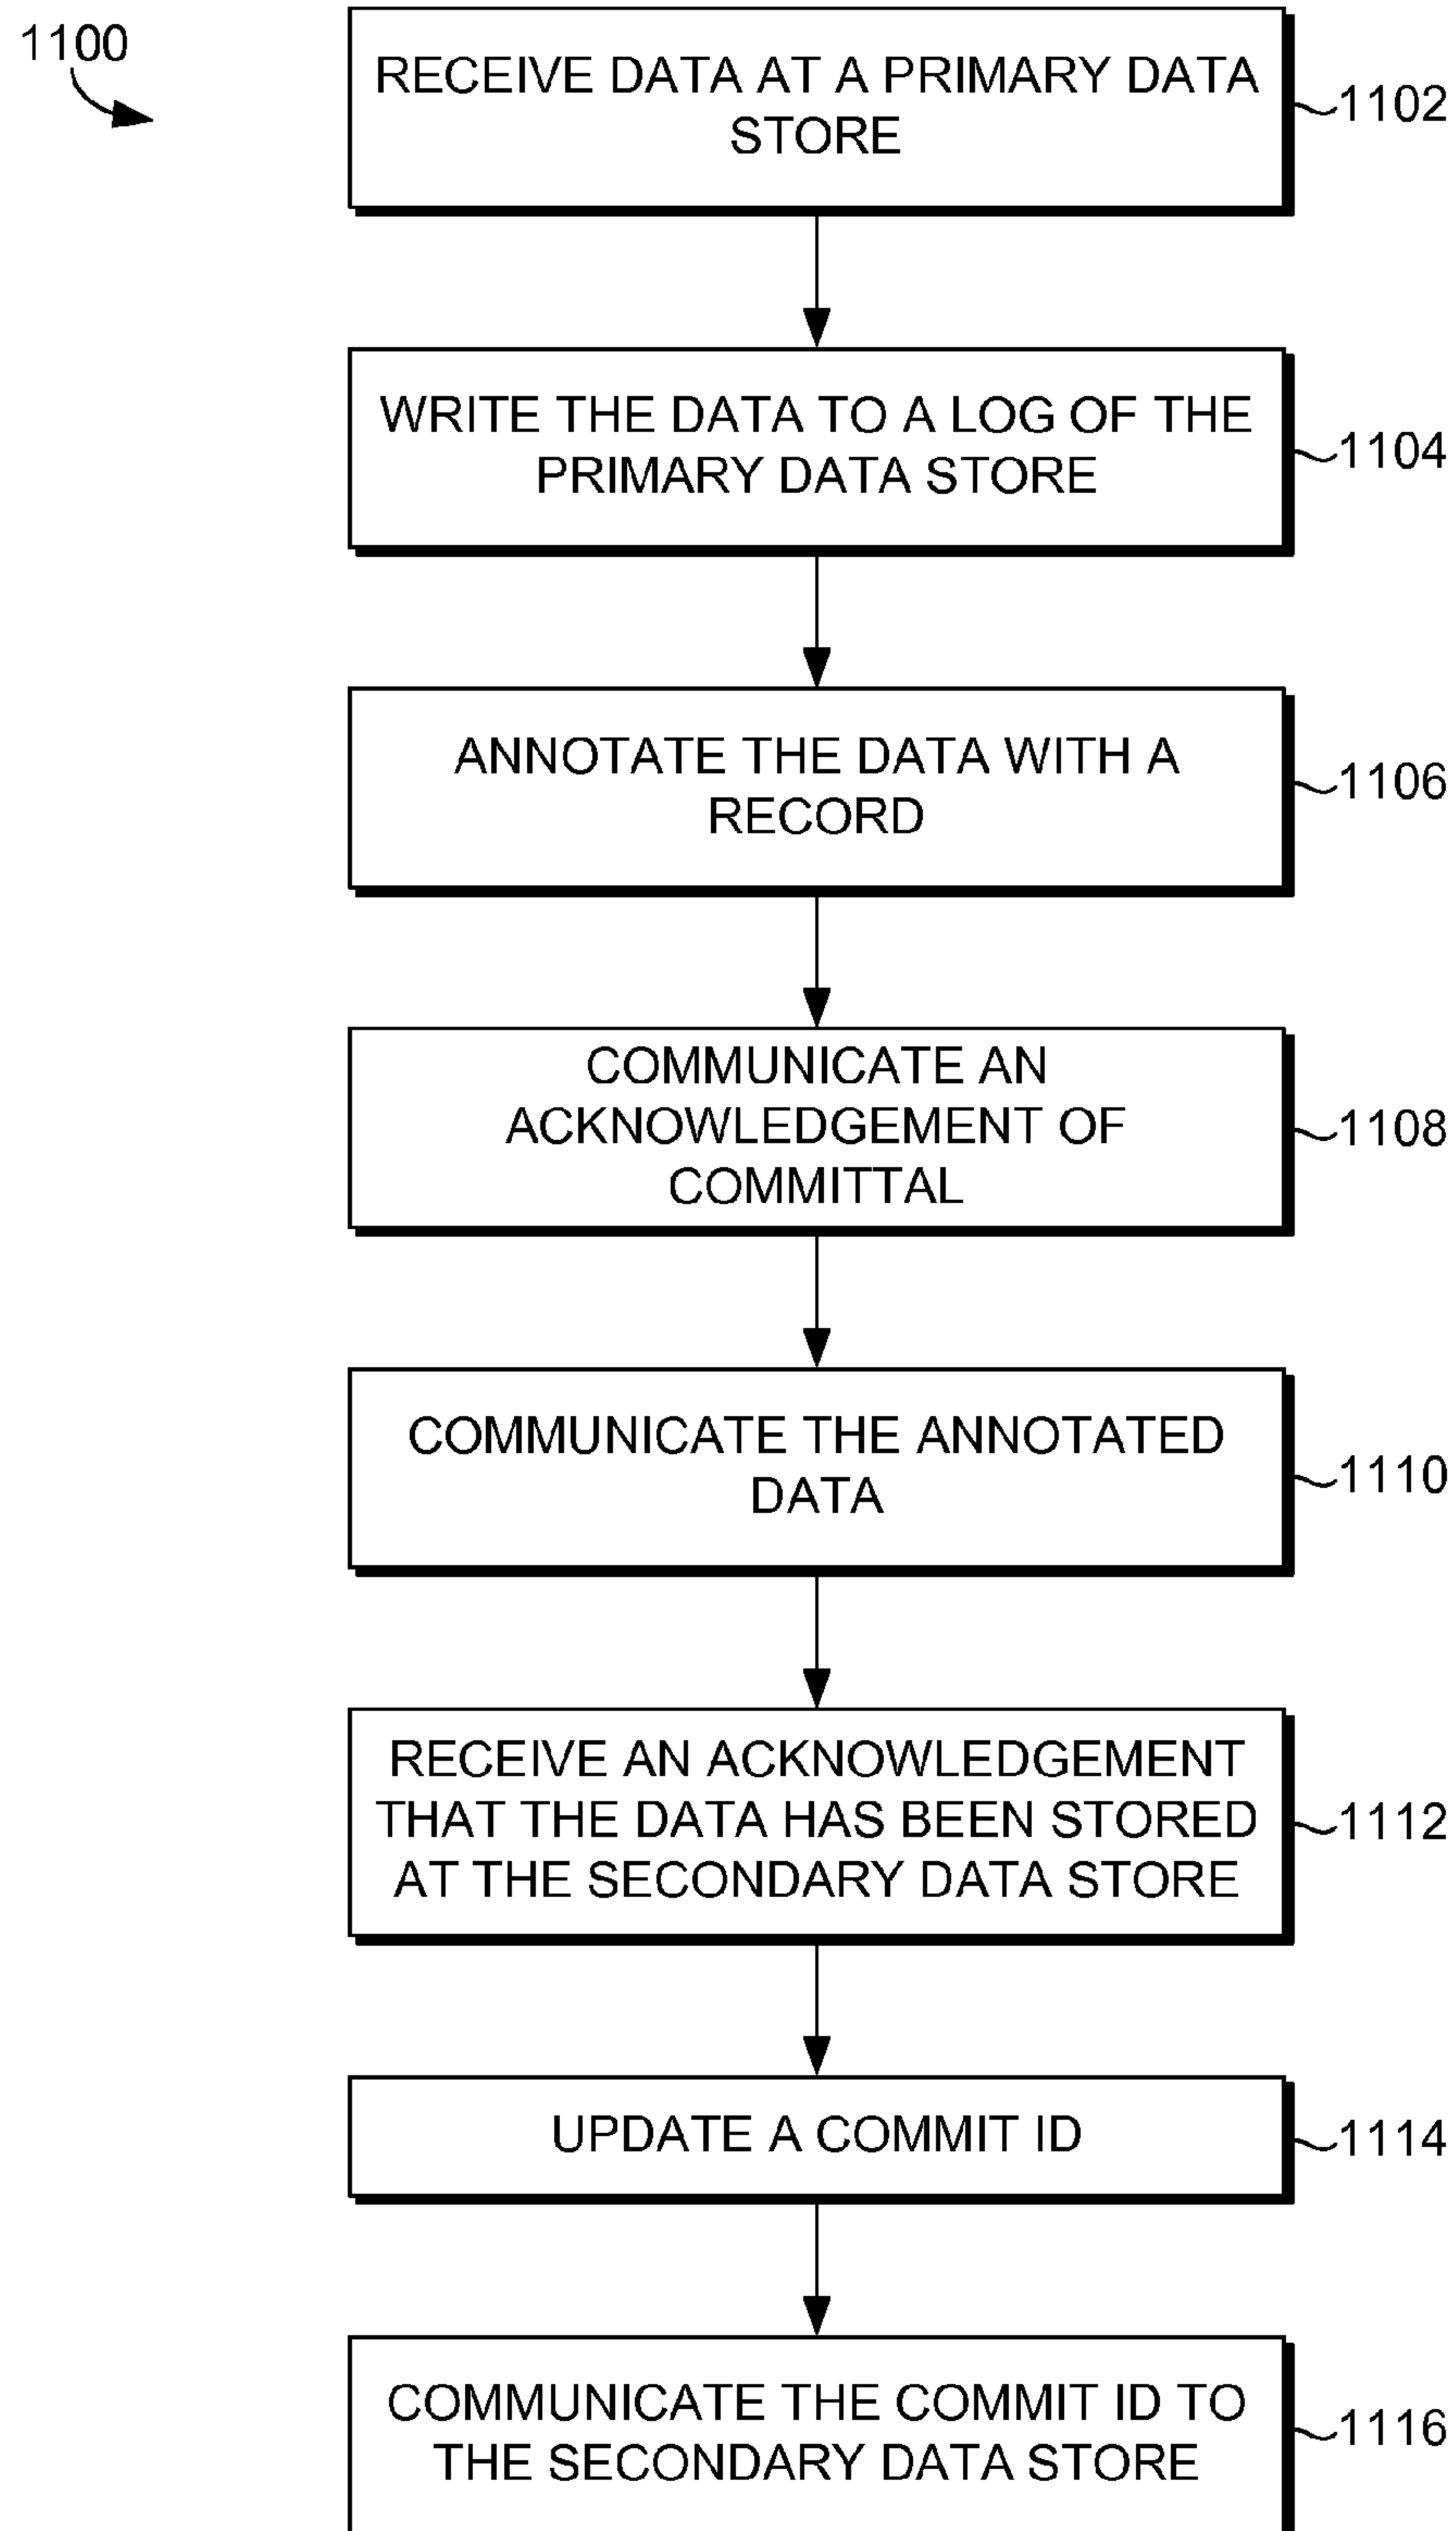 1100
RECEIVE DATA AT A PRIMARY DATA
STORE
1102
WRITE THE DATA TO A LOG OF THE
PRIMARY DATA STORE
1104
ANNOTATE THE DATA WITH A
RECORD
1106
COMMUNICATE AN
ACKNOWLEDGEMENT OF
COMMITTAL
1108
COMMUNICATE THE ANNOTATED
DATA
1110
RECEIVE AN ACKNOWLEDGEMENT
THAT THE DATA HAS BEEN STORED
AT THE SECONDARY DATA STORE
1112
UPDATE A COMMIT ID
1114
COMMUNICATE THE COMMIT ID TO
THE SECONDARY DATA STORE
1116